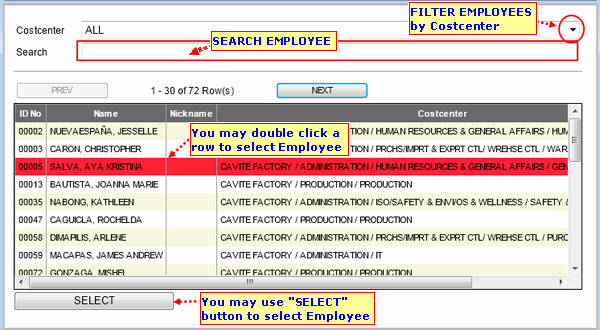 FILTER EMPLOYEES
by Costcenter
Costcenter ALL
Search SEARCH EMPLOYEE
PREV 1 - 30 of 72 Row(s) NEXT
ID No Name Nickname Costcenter
00002 NUEVAESPAÑA, JESSELLE / HUMAN RESOURCES & GENERAL AFFAIRS / HUM
You may double click a
row to select Employee
00003 CARON, CHRISTOPHER / PRCHS/IMPRT & EXPRT CTL/ WREHSE CTL / WAR
00005 SALVA, AYA KRISTINA CAVITE FACTORY / ADMINISTRATION / HUMAN RESOURCES & GENERAL AFFAIRS / GEN
00013 BAUTISTA, JOANNA MARIE CAVITE FACTORY / PRODUCTION / PRODUCTION
00035 NABONG, KATHLEEN CAVITE FACTORY / ADMINISTRATION / ISO/SAFETY & ENVI/OS & WELLNESS / SAFETY &
00047 CAGUICLA, ROCHELDA CAVITE FACTORY / PRODUCTION / PRODUCTION
00058 DIMAPILIS, ARLENE CAVITE FACTORY / ADMINISTRATION / PRCHS/IMPRT & EXPRT CTL/ WREHSE CTL / PURC
00059 MACAPAS, JAMES ANDREW CAVITE FACTORY / ADMINISTRATION / IT
00072 GONZAGA, MISHEL CAVITE FACTORY / PRODUCTION / PRODUCTION
SELECT
You may use "SELECT"
button to select Employee